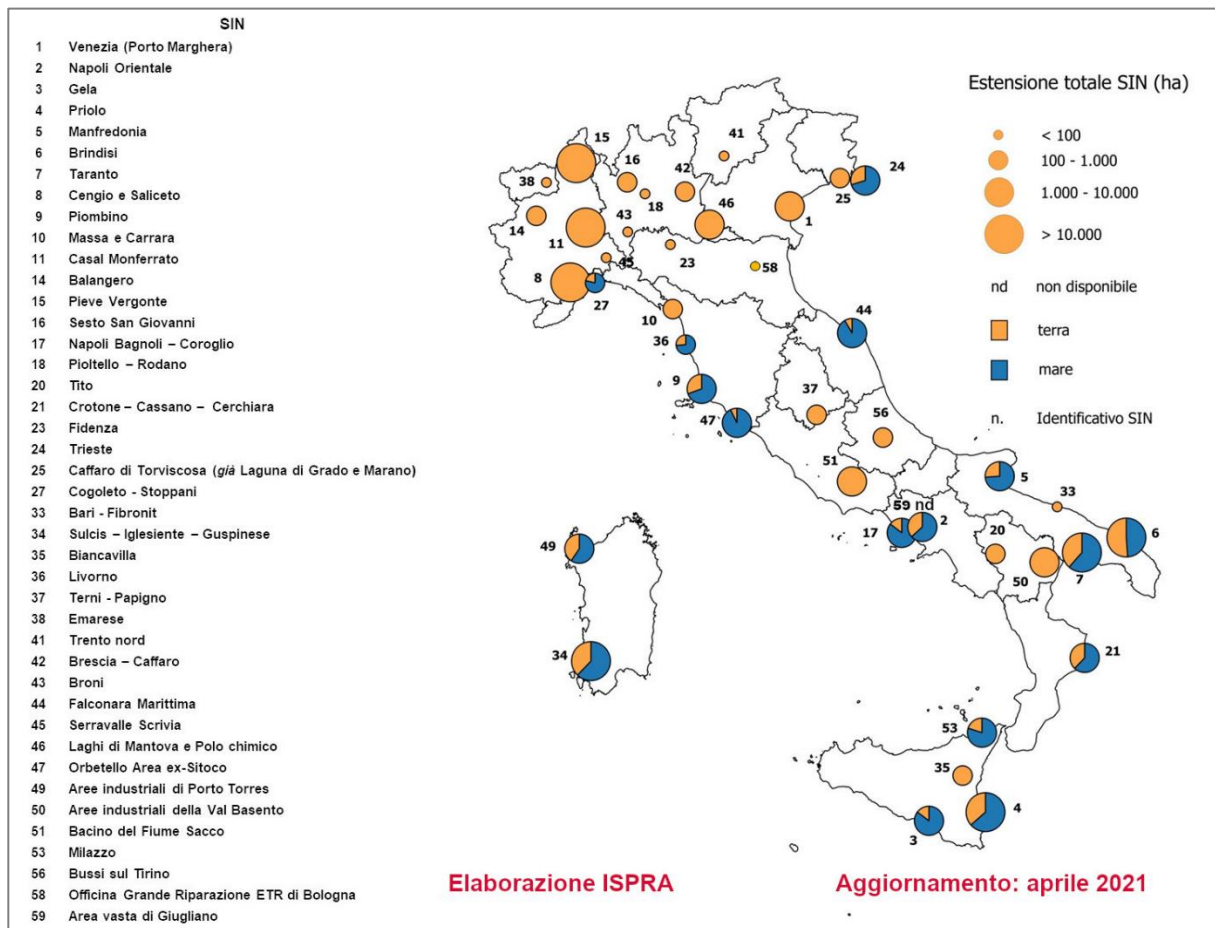 SIN
1 Venezia (Porto Marghera)
2 Napoli Orientale
3 Gela
4 Priolo
5 Manfredonia
6 Brindisi
7 Taranto
8 Cengio e Saliceto
9 Piombino
10 Massa e Carrara
11 Casal Monferrato
14 Balangero
15 Pieve Vergonte
16 Sesto San Giovanni
17 Napoli Bagnoli – Coroglio
18 Pioltello – Rodano
20 Tito
21 Crotone – Cassano – Cerchiara
23 Fidenza
24 Trieste
25 Caffaro di Torviscosa (già Laguna di Grado e Marano)
27 Cogoleto - Stoppani
33 Bari - Fibronit
34 Sulcis – Iglesiente – Guspinese
35 Biancavilla
36 Livorno
37 Terni - Papigno
38 Emarese
41 Trento nord
42 Brescia – Caffaro
43 Broni
44 Falconara Marittima
45 Serravalle Scrivia
46 Laghi di Mantova e Polo chimico
47 Orbetello Area ex-Sitoco
49 Aree industriali di Porto Torres
50 Aree industriali della Val Basento
51 Bacino del Fiume Sacco
53 Milazzo
56 Bussi sul Tirino
58 Officina Grande Riparazione ETR di Bologna
59 Area vasta di Giugliano
Estensione totale SIN (ha)
< 100
100 - 1.000
1.000 - 10.000
> 10.000
nd non disponibile
terra
mare
n. Identificativo SIN
15
41
16
42
24
38
18
25
14
43
46
1
11
23
45
58
8
27
10
44
36
9
37
47
56
51
5
33
59 nd
17
2
20
6
49
50
7
34
21
53
35
4
3
Elaborazione ISPRA
Aggiornamento: aprile 2021